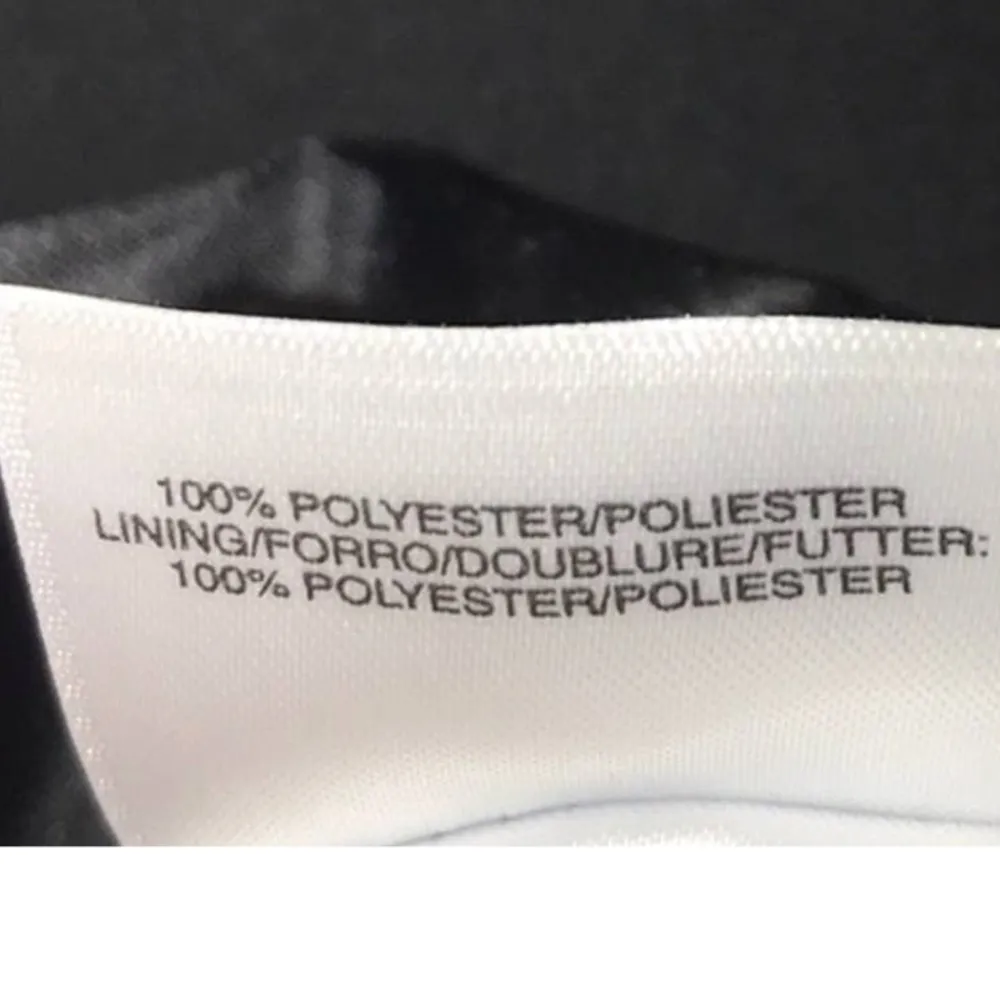 100% POLYESTER/POLIESTER
LINING/FORRO/DOUBLURE/FUTTER:
100% POLYESTER/POLIESTER